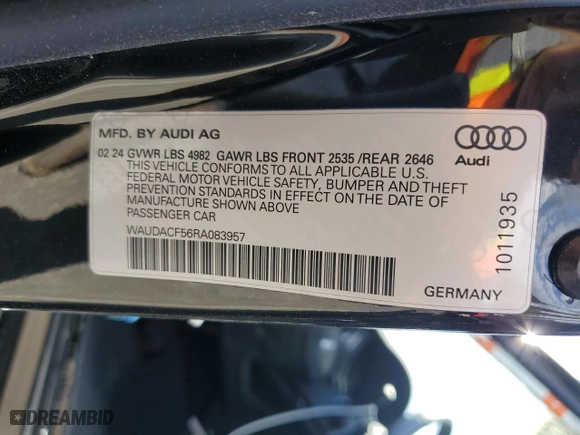 MFD. BY AUDI AG
02 24 GVWR LBS 4982 GAWR LBS FRONT 2535 /REAR 2646
THIS VEHICLE CONFORMS TO ALL APPLICABLE U.S.
FEDERAL MOTOR VEHICLE SAFETY, BUMPER AND THEFT
PREVENTION STANDARDS IN EFFECT ON THE DATE OF
MANUFACTURE SHOWN ABOVE
PASSENGER CAR
WAUDACF56RA083957
Audi
1011935
GERMANY
DREAMBID